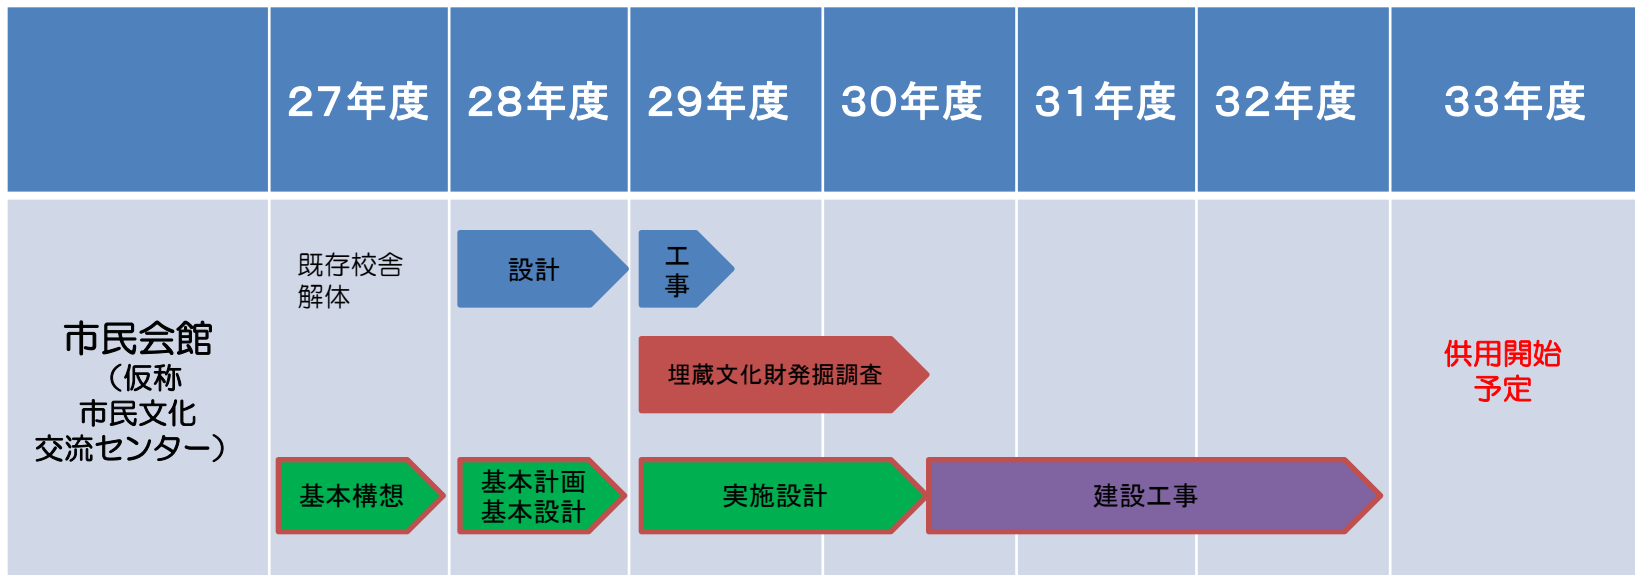 27年度
28年度
29年度
30年度
31年度
32年度
33年度
市民会館
（仮称
市民文化
交流センター）
既存校舎
解体
設計
工
事
埋蔵文化財発掘調査
基本構想
基本計画
基本設計
実施設計
建設工事
供用開始
予定